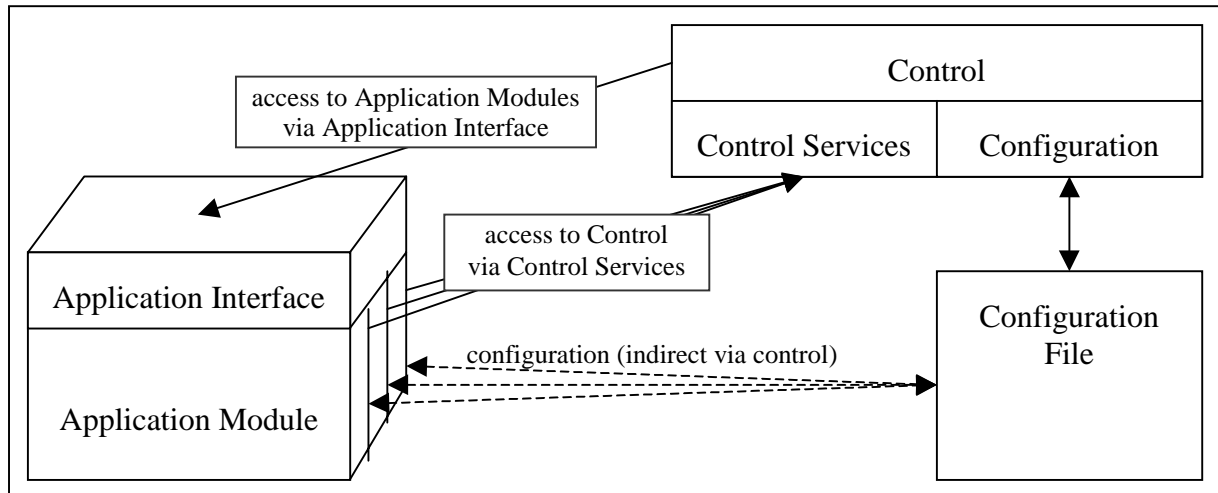 Control
Control Services
Configuration
access to Application Modules
via Application Interface
access to Control
via Control Services
Application Interface
Application Module
configuration (indirect via control)
Configuration
File